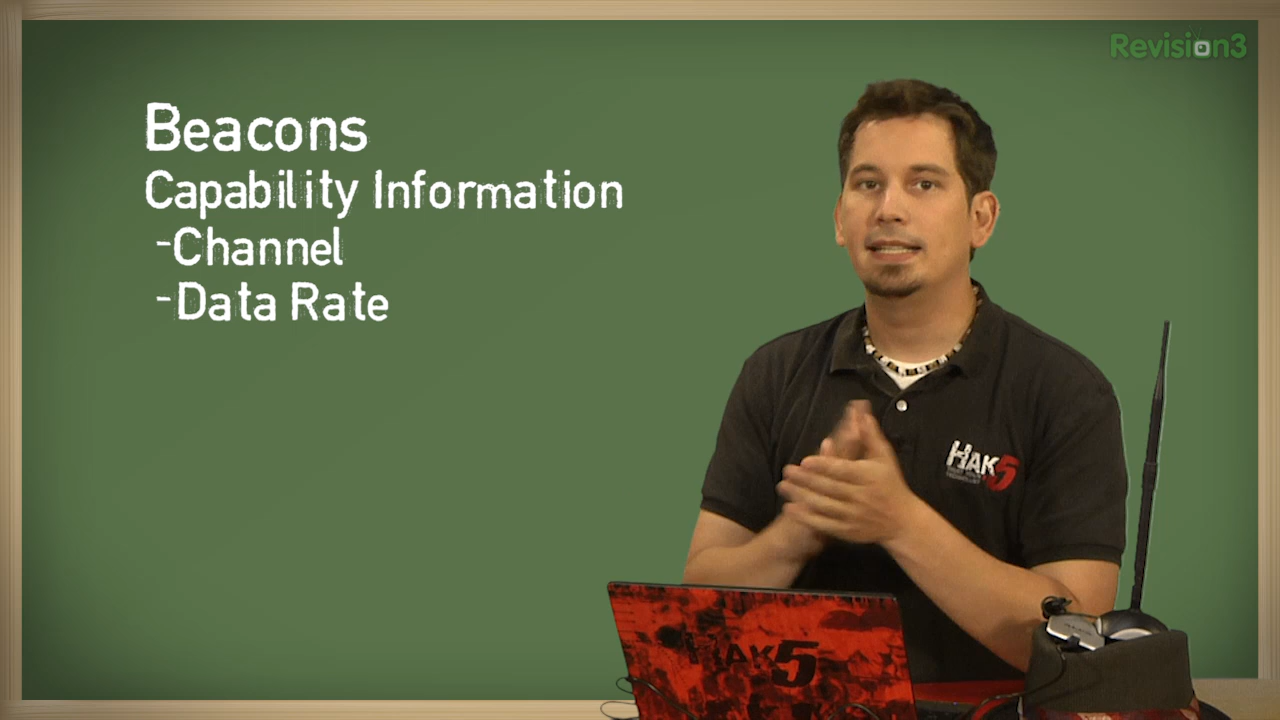 Revision3
Beacons
Capability Information
-Channel
-Data Rate
HAK5
HAK5